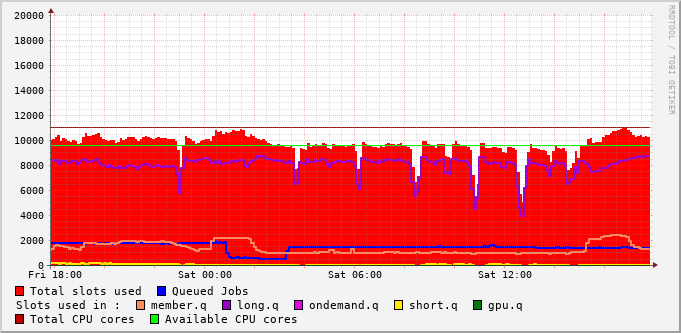 20000
18000
16000
14000
12000
10000
8000
6000
4000
2000
0
Fri 18:00 Sat 00:00 Sat 06:00 Sat 12:00
RRDTOOL / TOBI OETIKER
Total slots used Queued Jobs
Slots used in : member.q long.q ondemand.q short.q gpu.q
Total CPU cores Available CPU cores